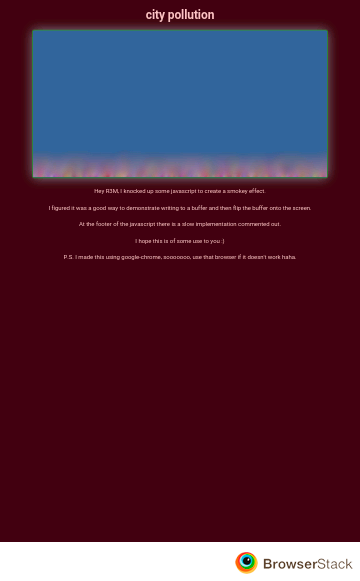 city pollution
Hey R3M, I knocked up some javascript to create a smokey effect.
I figured it was a good way to demonstrate writing to a buffer and then flip the buffer onto the screen.
At the footer of the javascript there is a slow implementation commented out.
I hope this is of some use to you :)
P.S. I made this using google-chrome, sooooooo, use that browser if it doesn't work haha.
BrowserStack